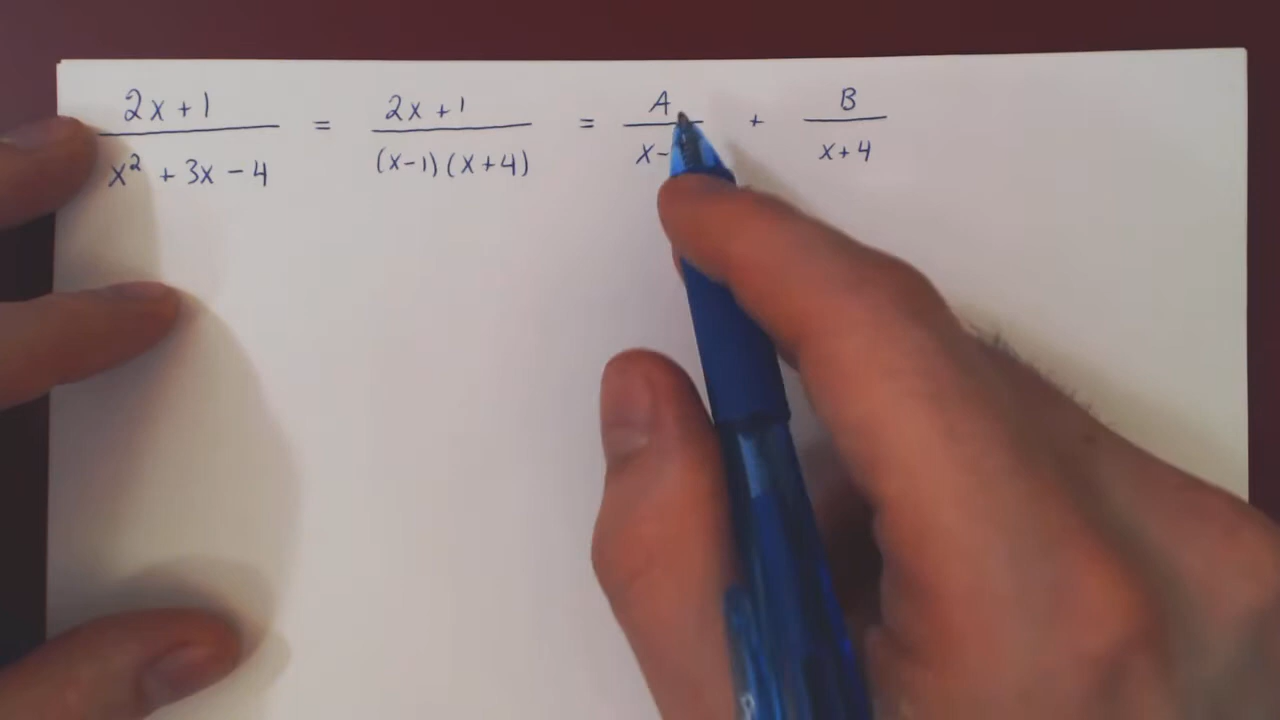 2x + 1 / x² + 3x - 4 = 2x + 1 / (x-1)(x+4) = A / x- + B / x+4